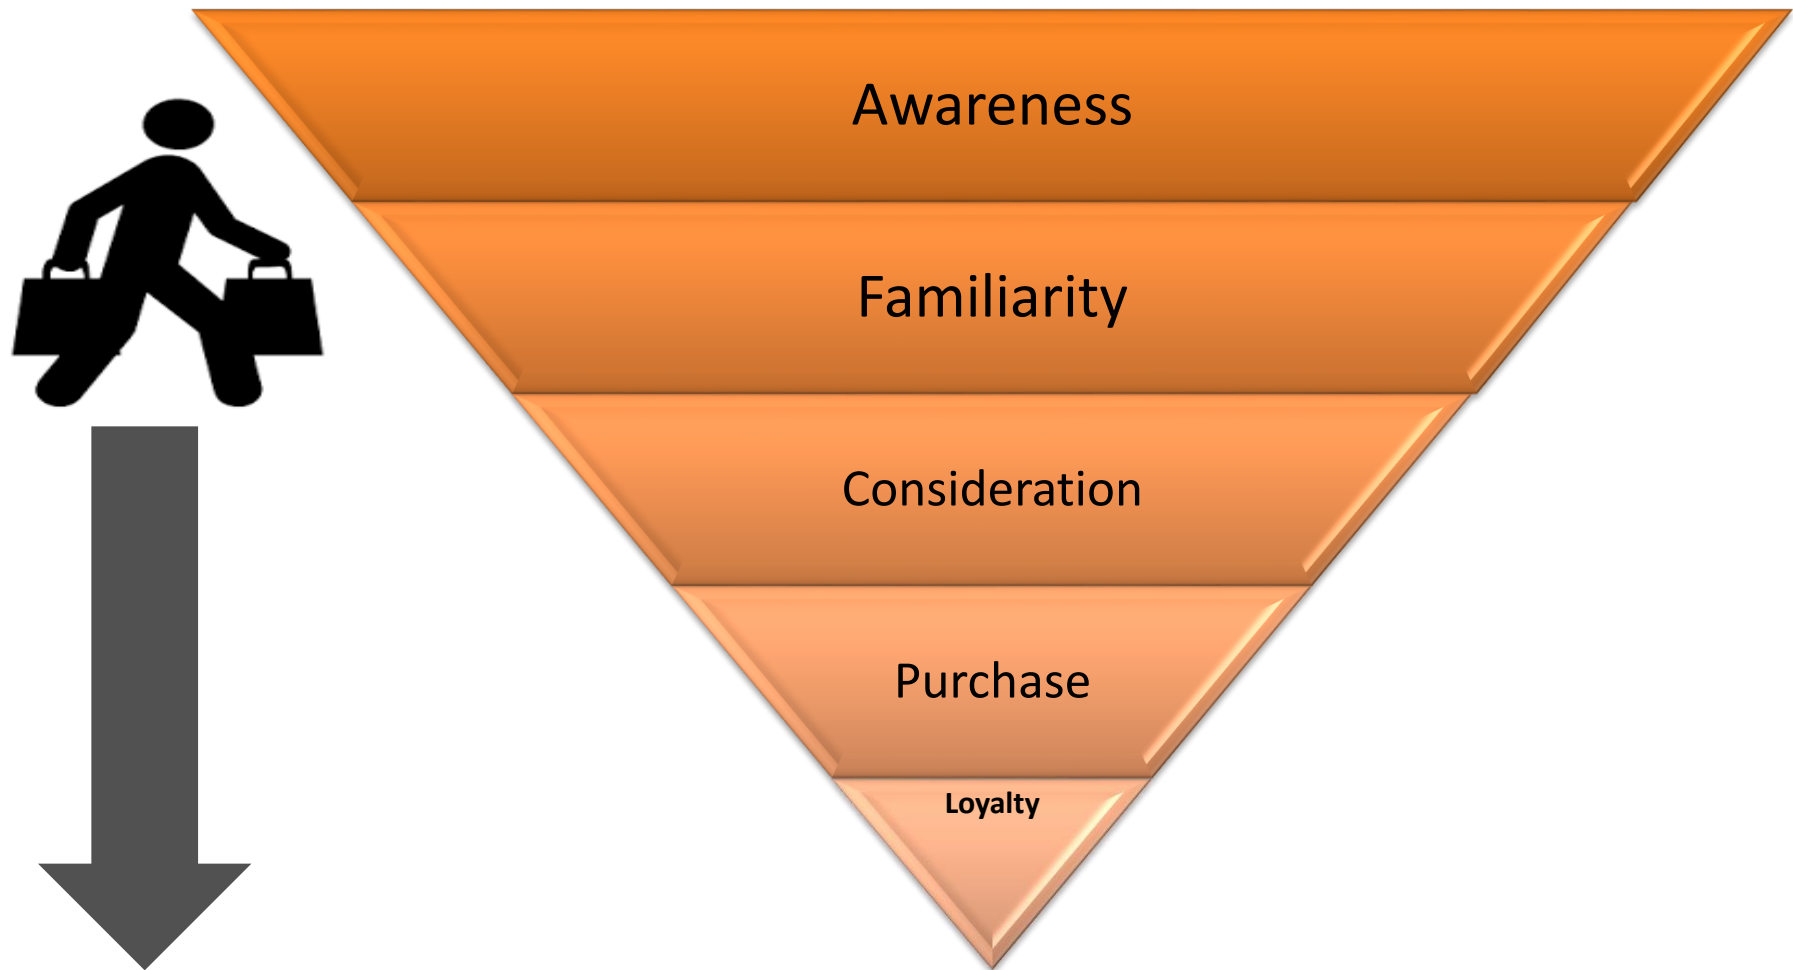 Awareness
Familiarity
Consideration
Purchase
Loyalty